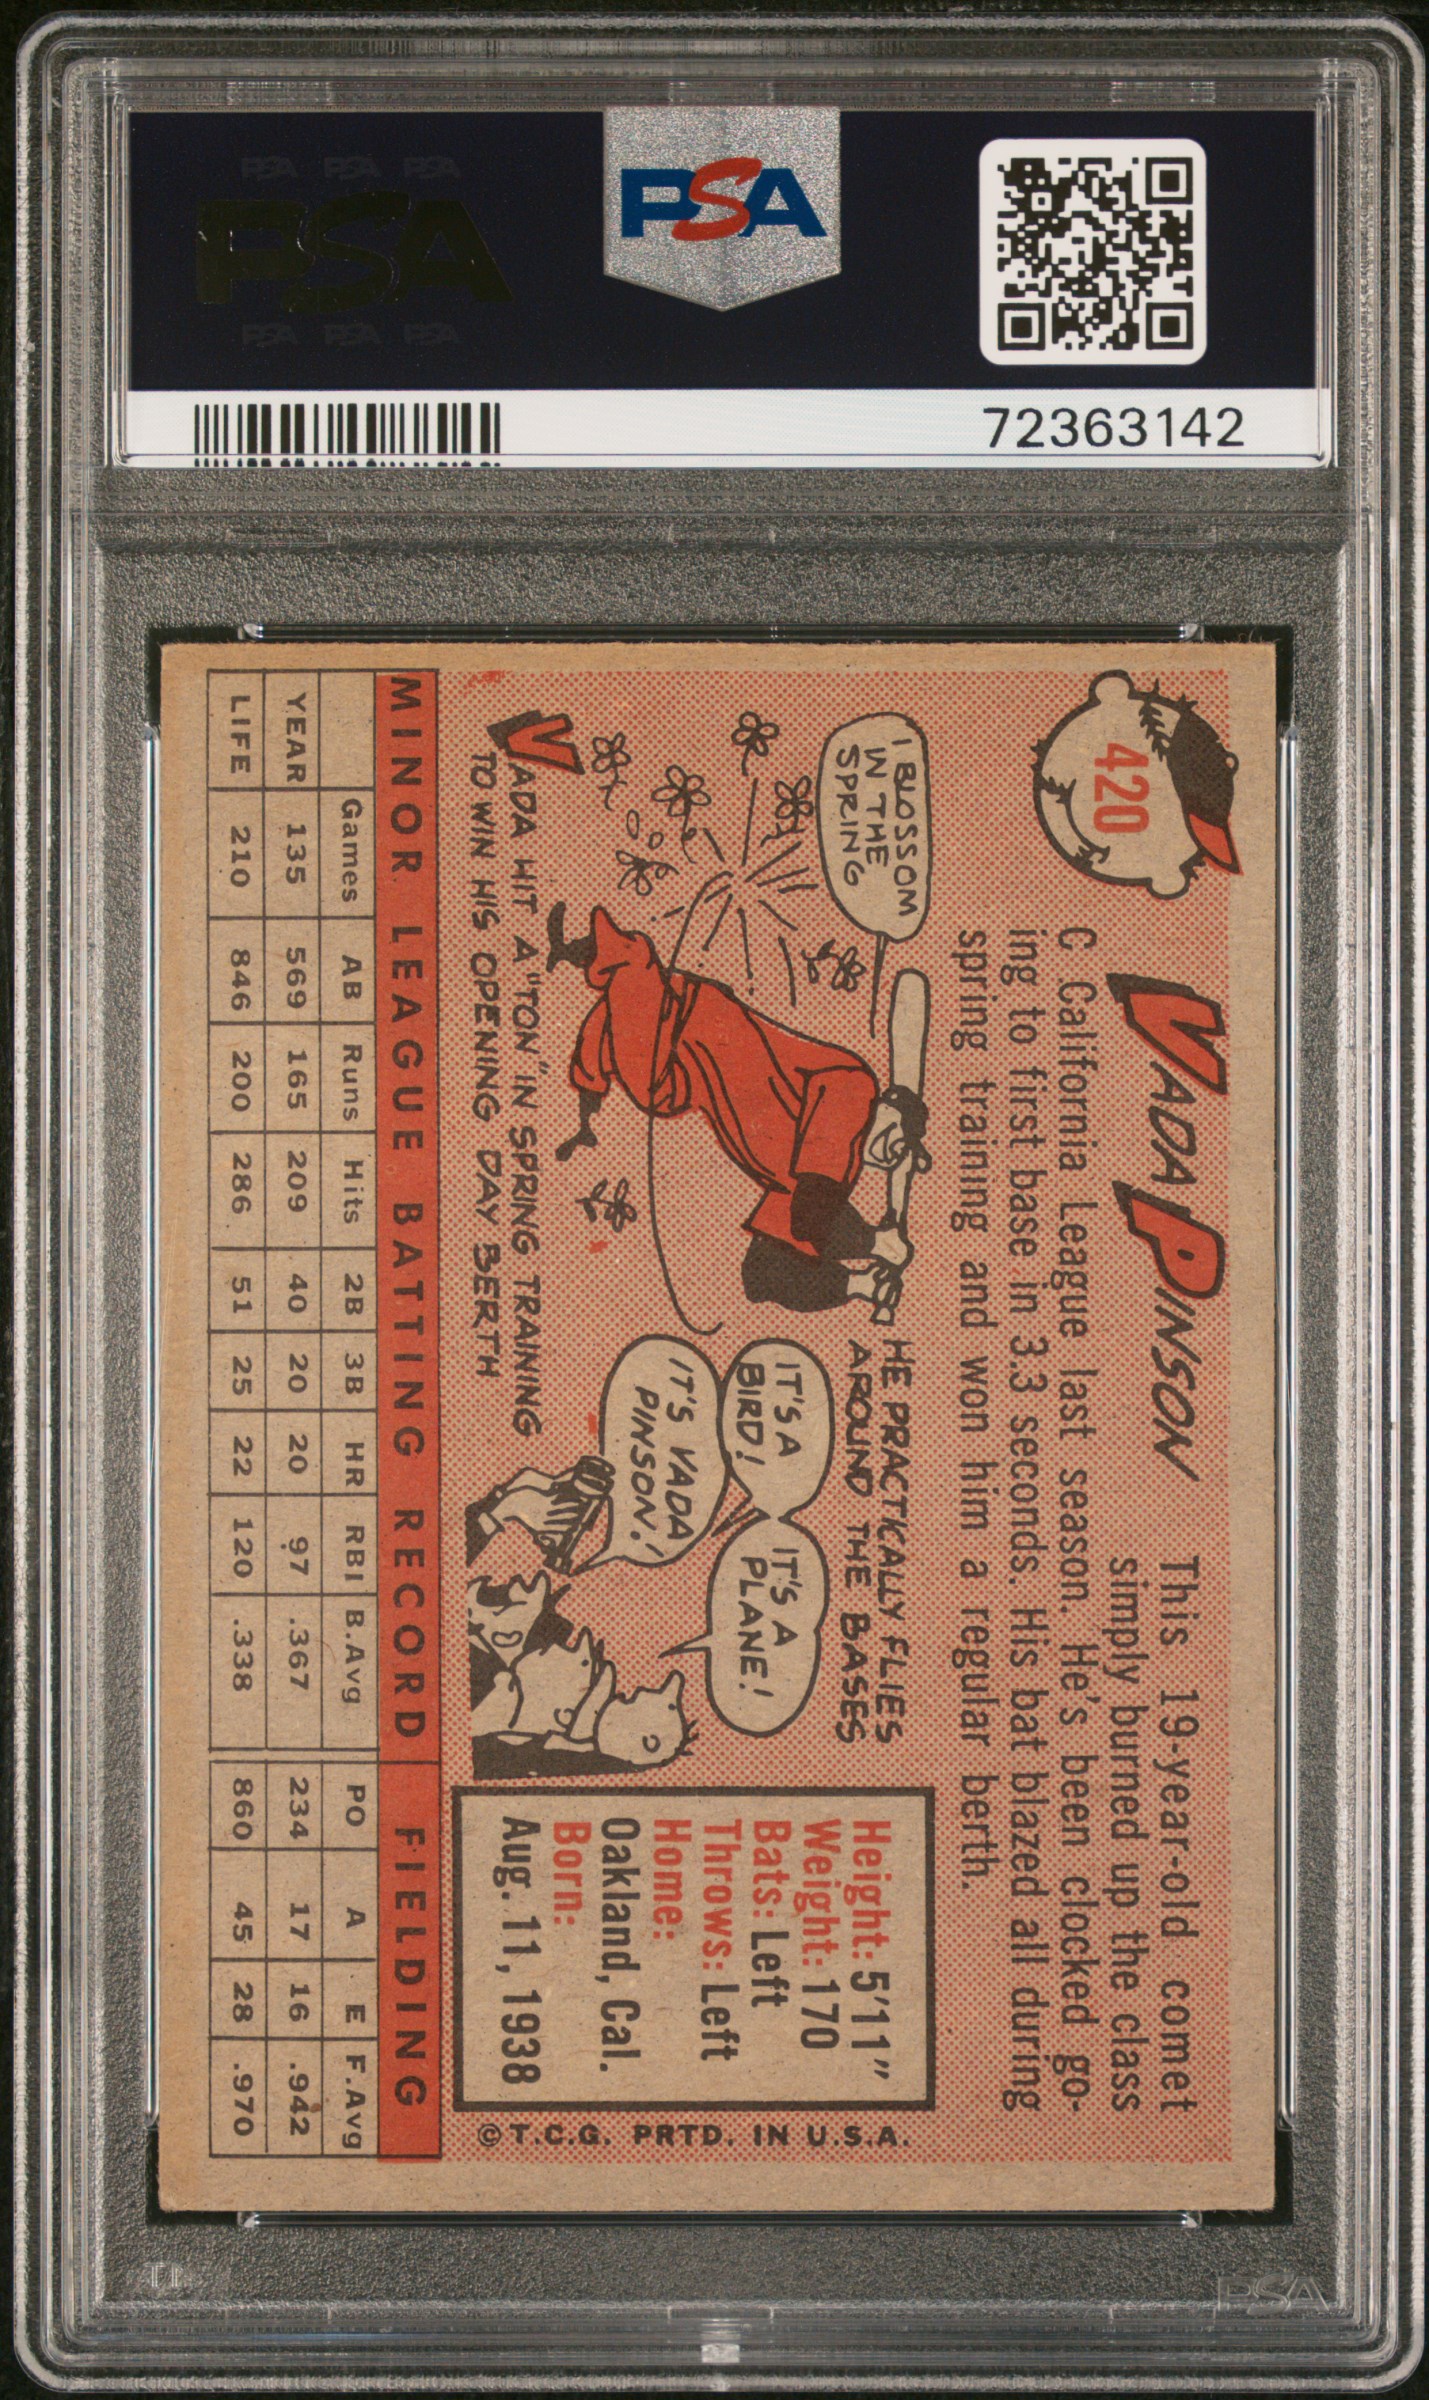 PSA PSA PSA
PSA
PSA PSA PSA
PSA
72363142
420
VADA PINSON
This 19-year-old comet
simply burned up the class
C California League last season. He's been clocked go-
ing to first base in 3.3 seconds. His bat blazed all during
spring training and won him a regular berth.
I BLOSSOM
IN THE
SPRING
VADA HIT A "TON" IN SPRING TRAINING
TO WIN HIS OPENING DAY BERTH
HE PRACTICALLY FLIES
AROUND THE BASES
IT'S A
BIRD!
IT'S A
PLANE!
IT'S VADA
PINSON!
Height: 5'11"
Weight: 170
Bats: Left
Throws: Left
Home:
Oakland, Cal.
Born:
Aug. 11, 1938
©T.C.G. PRTD. IN U.S.A.
MINOR LEAGUE BATTING RECORD FIELDING
Games AB Runs Hits 2B 3B HR RBI B.Avg PO A E F.Avg
YEAR 135 569 165 209 40 20 20 97 .367 234 17 16 .942
LIFE 210 846 200 286 51 25 22 120 .338 860 45 28 .970
PSA